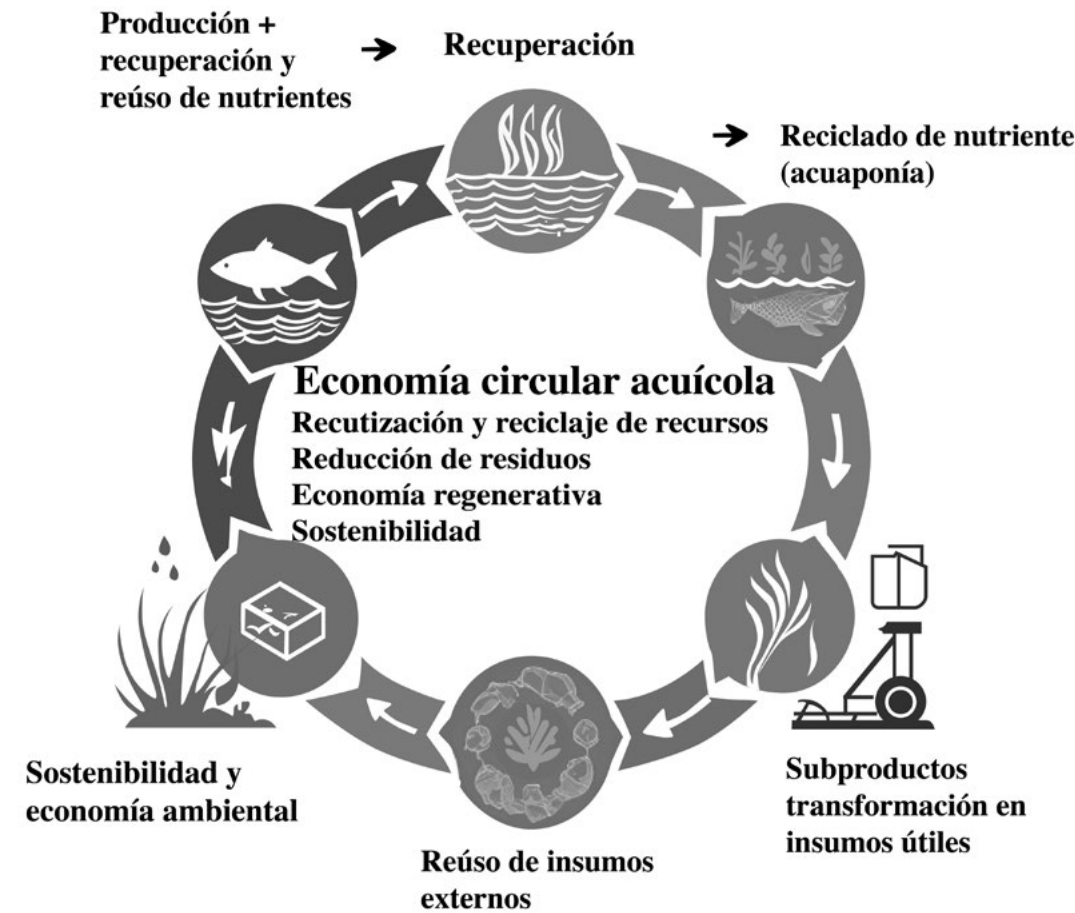 Producción +
recuperación y
reúso de nutrientes
Recuperación
Reciclado de nutriente
(acuaponía)
Economía circular acuícola
Recutización y reciclaje de recursos
Reducción de residuos
Economía regenerativa
Sostenibilidad
Subproductos
transformación en
insumos útiles
Reúso de insumos
externos
Sostenibilidad y
economía ambiental